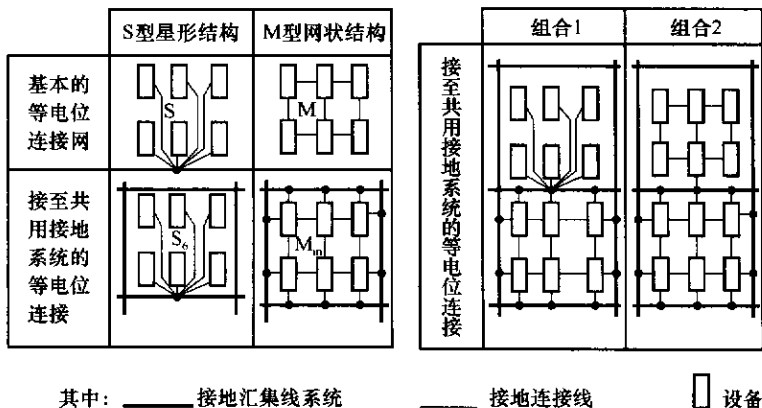 S型星形结构
M型网状结构
基本的
等电位
连接网
S
M
接至共
用接地
系统的
等电位
连接
S₆
Mm
组合1
组合2
接至共用接地系统的等电位连接
其中：
接地汇集线系统
接地连接线
设备